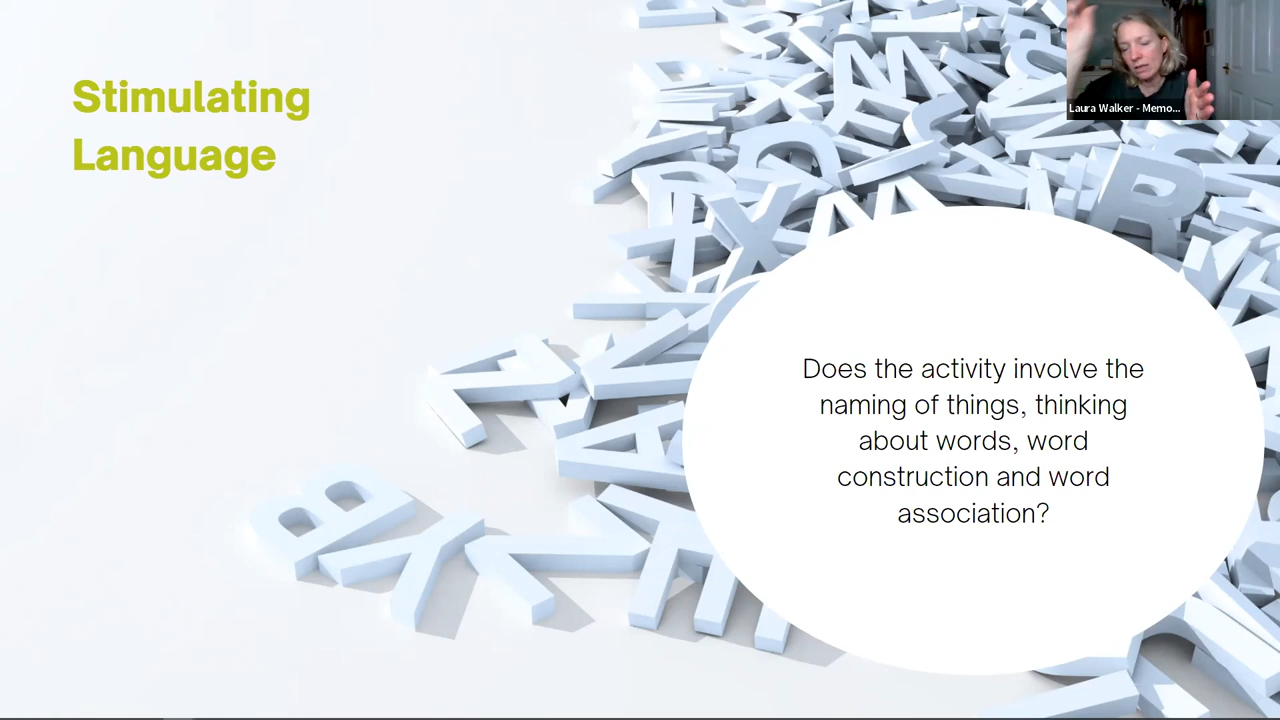 Stimulating
Language
Laura Walker - Memo...
Does the activity involve the
naming of things, thinking
about words, word
construction and word
association?